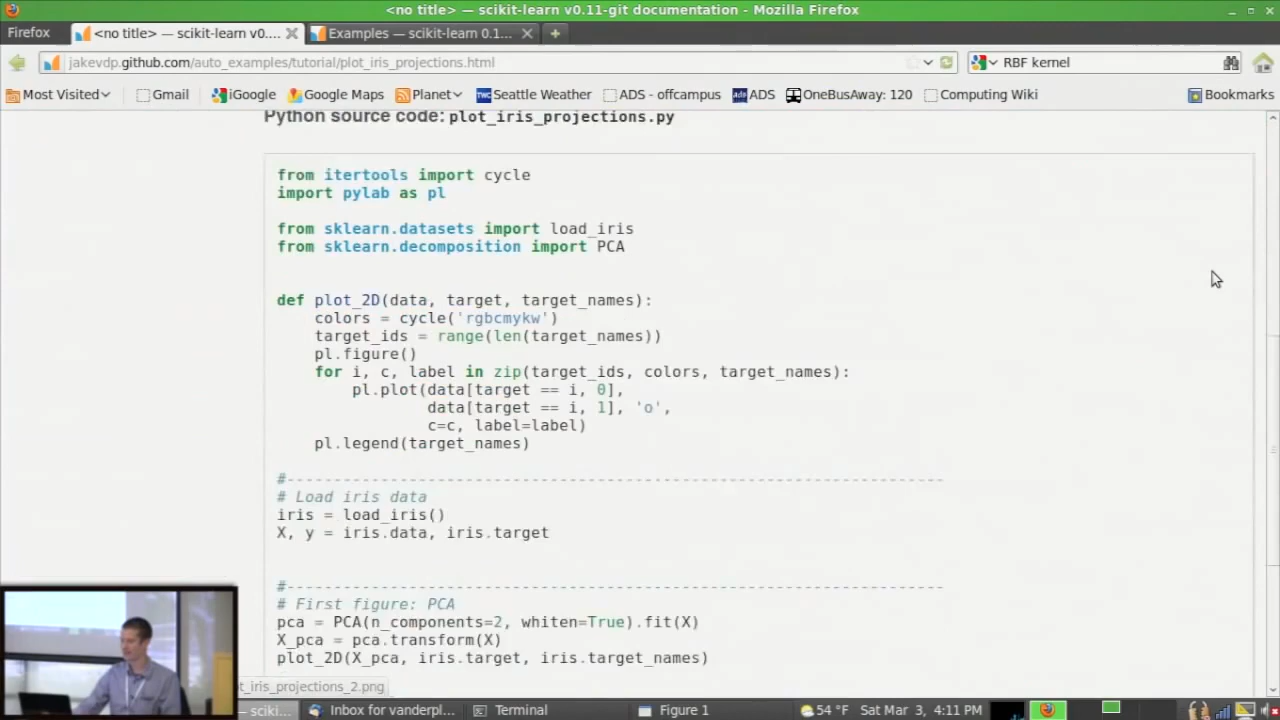 <no title> — scikit-learn v0.11-git documentation - Mozilla Firefox
Firefox
<no title> — scikit-learn v0....
Examples — scikit-learn 0.1...
jakevdp.github.com/auto_examples/tutorial/plot_iris_projections.html
RBF kernel
Most Visited
Gmail
iGoogle
Google Maps
Planet
TWC Seattle Weather
ADS - offcampus
ADS
OneBusAway: 120
Computing Wiki
Bookmarks
Python source code: plot_iris_projections.py
from itertools import cycle
import pylab as pl
from sklearn.datasets import load_iris
from sklearn.decomposition import PCA
def plot_2D(data, target, target_names):
colors = cycle('rgbcmykw')
target_ids = range(len(target_names))
pl.figure()
for i, c, label in zip(target_ids, colors, target_names):
pl.plot(data[target == i, 0],
data[target == i, 1], 'o',
c=c, label=label)
pl.legend(target_names)
#----------------------------------------------------------------------
# Load iris data
iris = load_iris()
X, y = iris.data, iris.target
#----------------------------------------------------------------------
# First figure: PCA
pca = PCA(n_components=2, whiten=True).fit(X)
X_pca = pca.transform(X)
plot_2D(X_pca, iris.target, iris.target_names)
t_iris_projections_2.png
— sciki...
Inbox for vanderpl...
Terminal
Figure 1
54 °F
Sat Mar 3, 4:11 PM